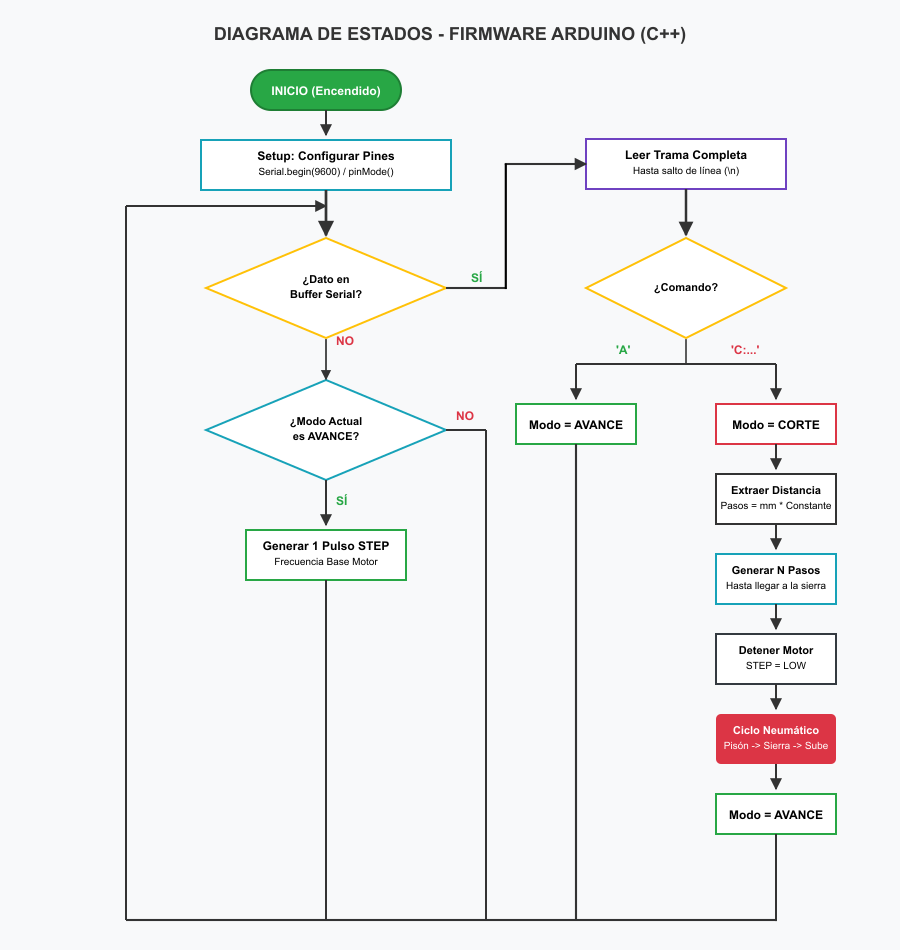 DIAGRAMA DE ESTADOS - FIRMWARE ARDUINO (C++)
INICIO (Encendido)
Setup: Configurar Pines
Serial.begin(9600) / pinMode()
¿Dato en
Buffer Serial?
SÍ
NO
¿Modo Actual
es AVANCE?
NO
SÍ
Generar 1 Pulso STEP
Frecuencia Base Motor
Leer Trama Completa
Hasta salto de línea (\n)
¿Comando?
'A'
'C:...'
Modo = AVANCE
Modo = CORTE
Extraer Distancia
Pasos = mm * Constante
Generar N Pasos
Hasta llegar a la sierra
Detener Motor
STEP = LOW
Ciclo Neumático
Pisón -> Sierra -> Sube
Modo = AVANCE